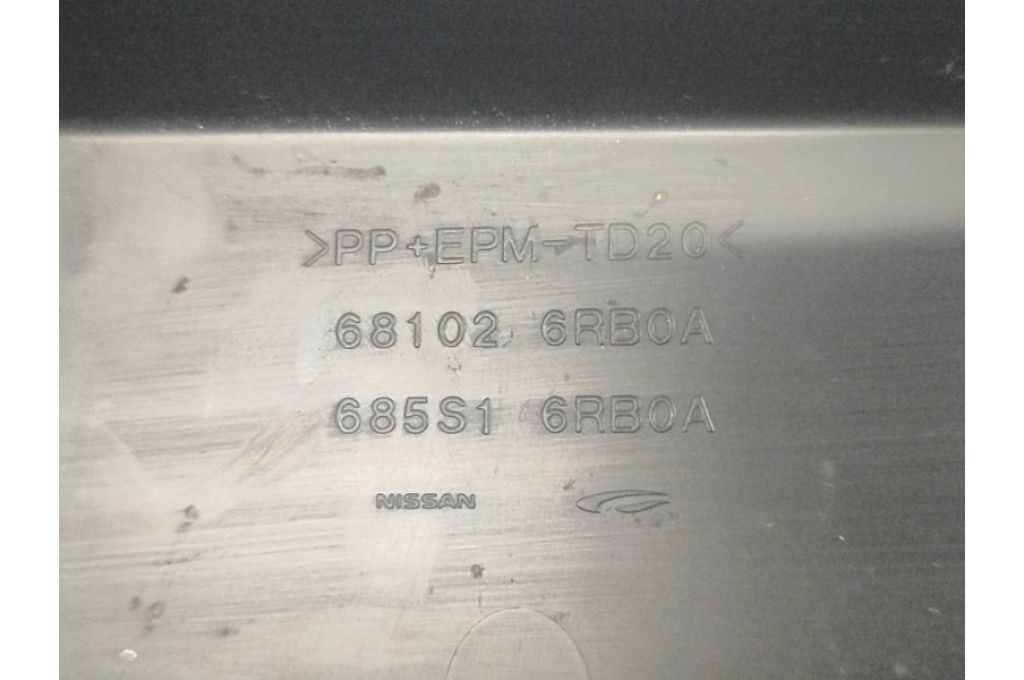 >PP+EPM-TD20<
68102 6RB0A
685S1 6RB0A
NISSAN